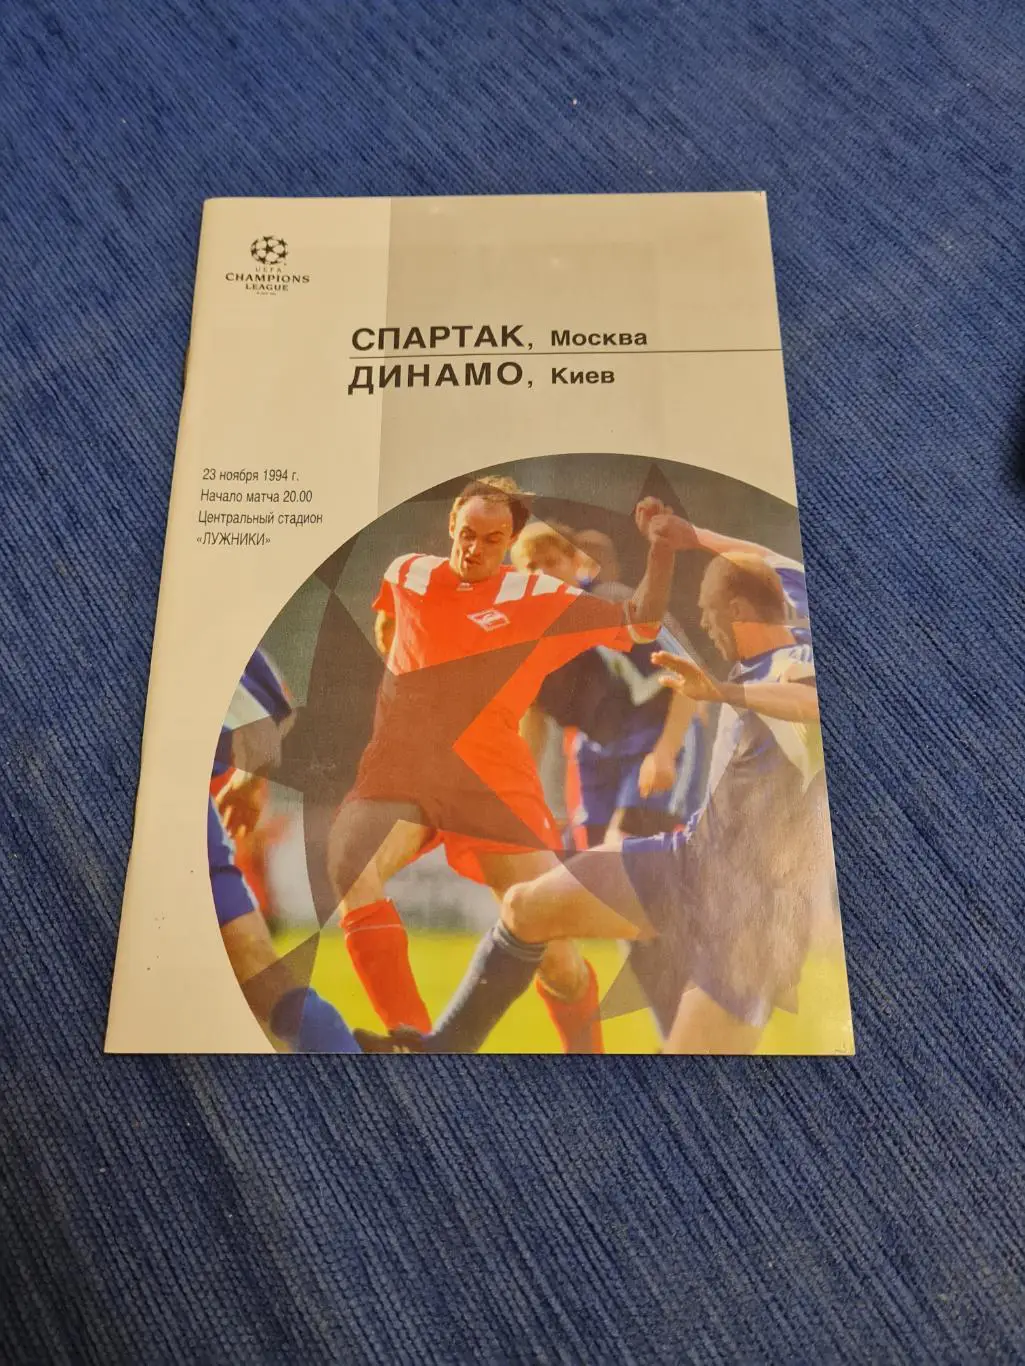 UEFA
CHAMPIONS
LEAGUE
СПАРТАК, Москва
ДИНАМО, Киев
23 ноября 1994 г.
Начало матча 20.00
Центральный стадион
«ЛУЖНИКИ»